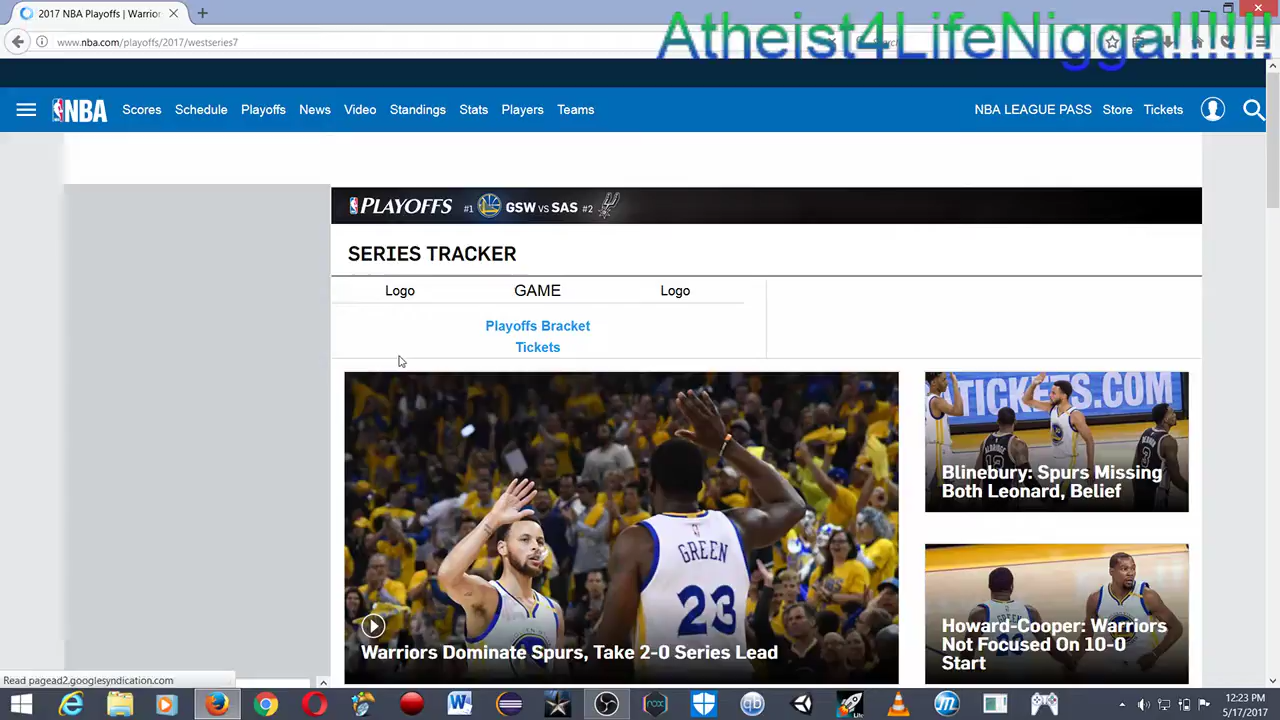 2017 NBA Playoffs | Warrio
www.nba.com/playoffs/2017/westseries7
Search
Atheist4LifeNigga!!!!!!
NBA Scores Schedule Playoffs News Video Standings Stats Players Teams NBA LEAGUE PASS Store Tickets
PLAYOFFS #1 GSW VS SAS #2
SERIES TRACKER
Logo GAME Logo
Playoffs Bracket
Tickets
TICKETS.COM
GREEN
23
Warriors Dominate Spurs, Take 2-0 Series Lead
Blinebury: Spurs Missing
Both Leonard, Belief
Howard-Cooper: Warriors
Not Focused On 10-0
Start
Read pagead2.googlesyndication.com
12:23 PM
5/17/2017